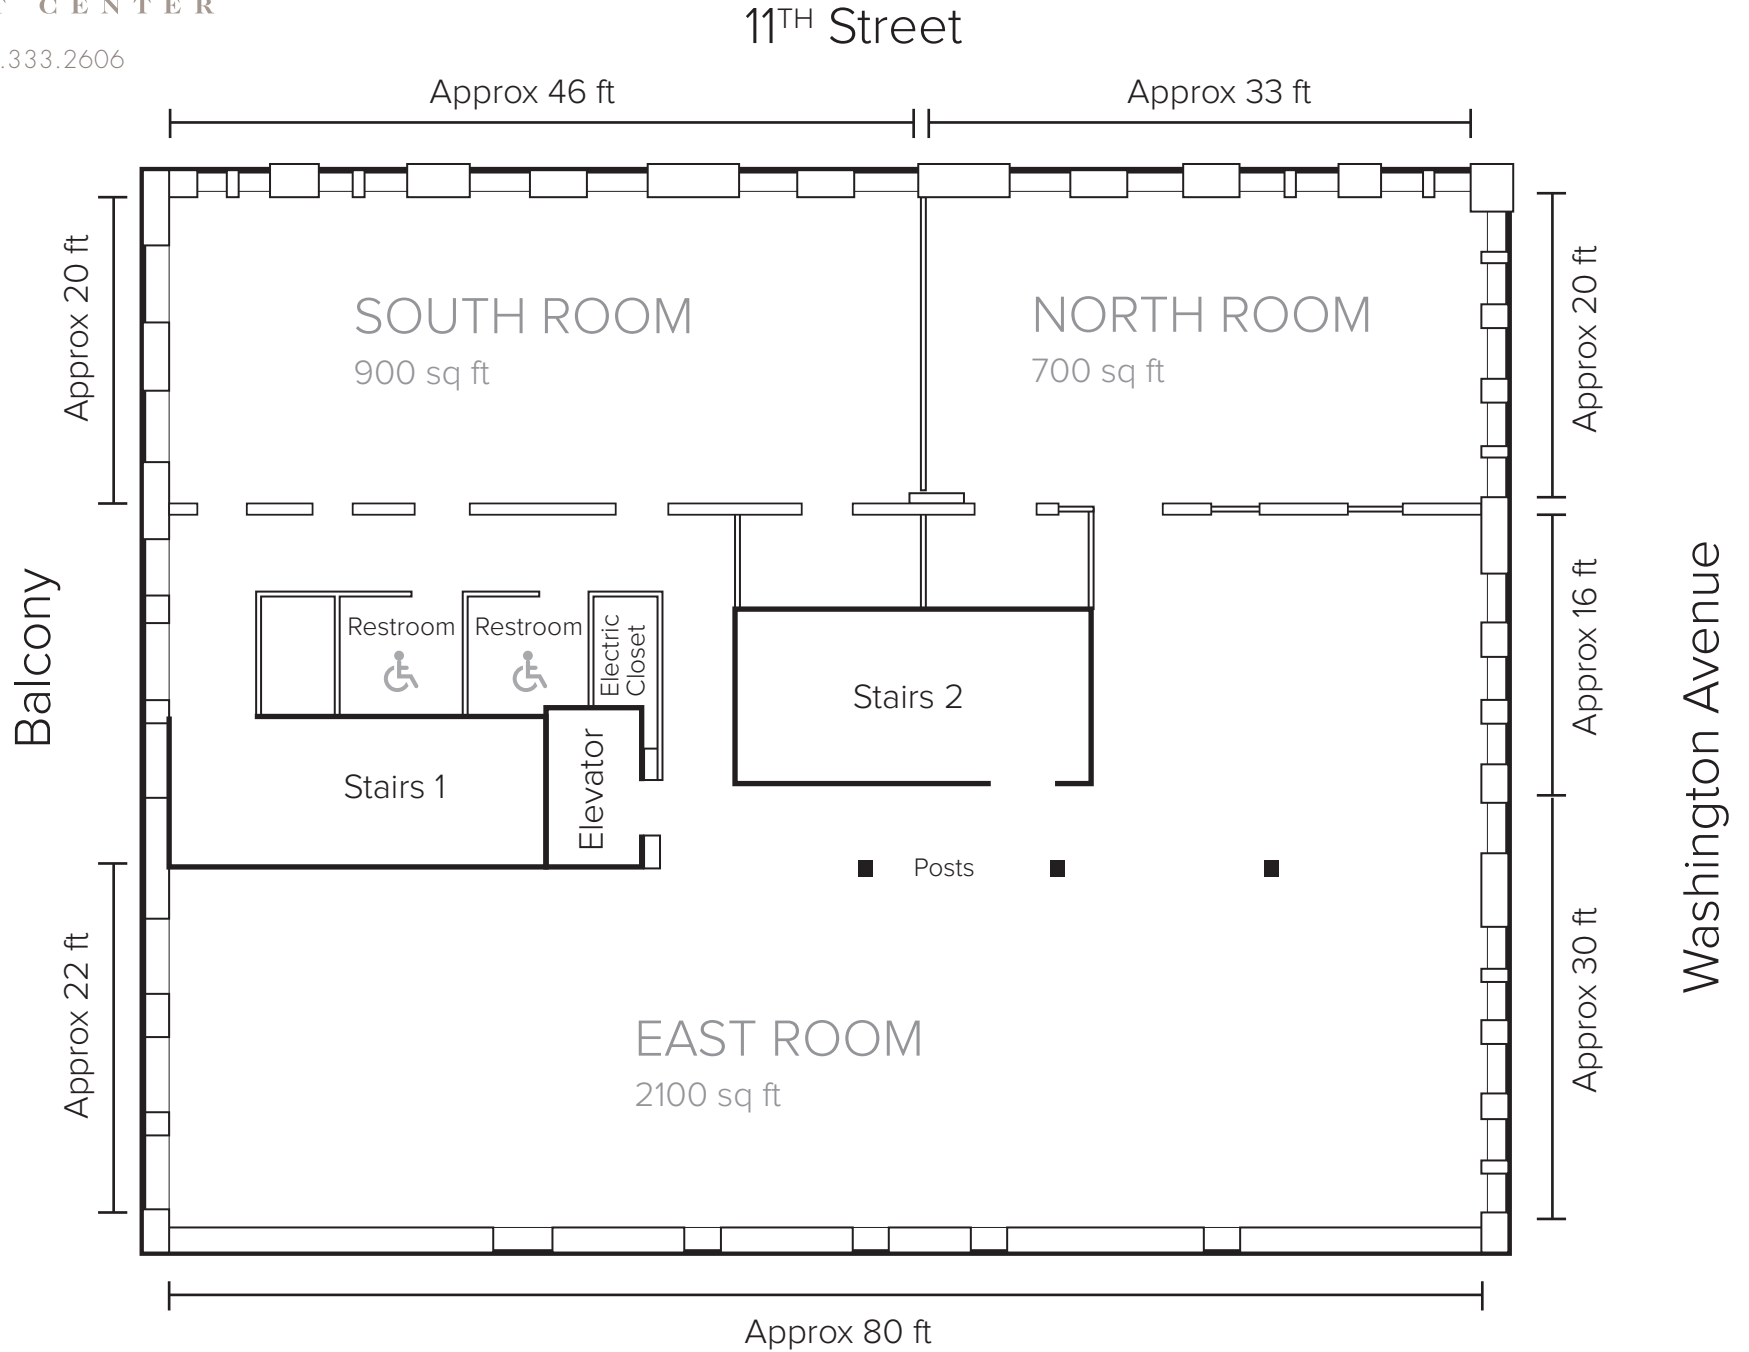 CENTER
.333.2606
11TH Street
Approx 46 ft
Approx 33 ft
Approx 20 ft
Approx 20 ft
SOUTH ROOM
900 sq ft
NORTH ROOM
700 sq ft
Balcony
Restroom
Restroom
Electric
Closet
Stairs 2
Approx 16 ft
Washington Avenue
Stairs 1
Elevator
Posts
Approx 22 ft
Approx 30 ft
EAST ROOM
2100 sq ft
Approx 80 ft